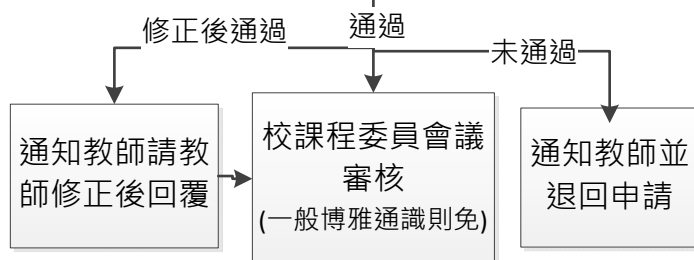 修正後通過
通過
未通過
通知教師請教
師修正後回覆
校課程委員會議
審核
(一般博雅通識則免)
通知教師並
退回申請